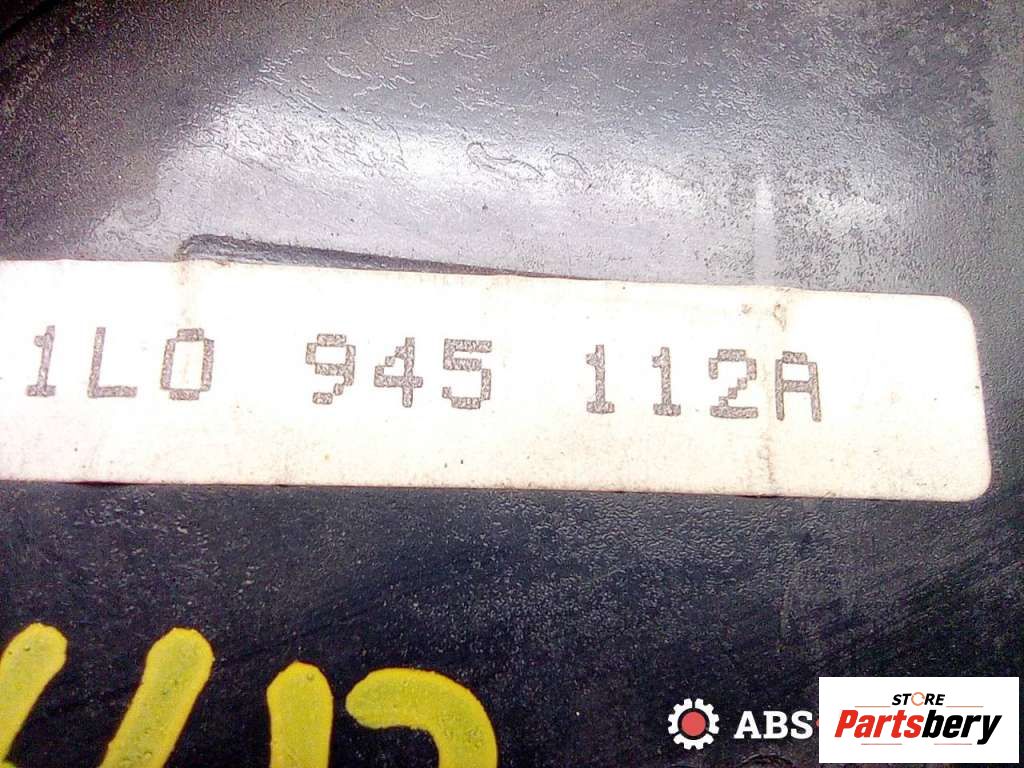 1L0 945 112A
ABS
STORE
Partsbery